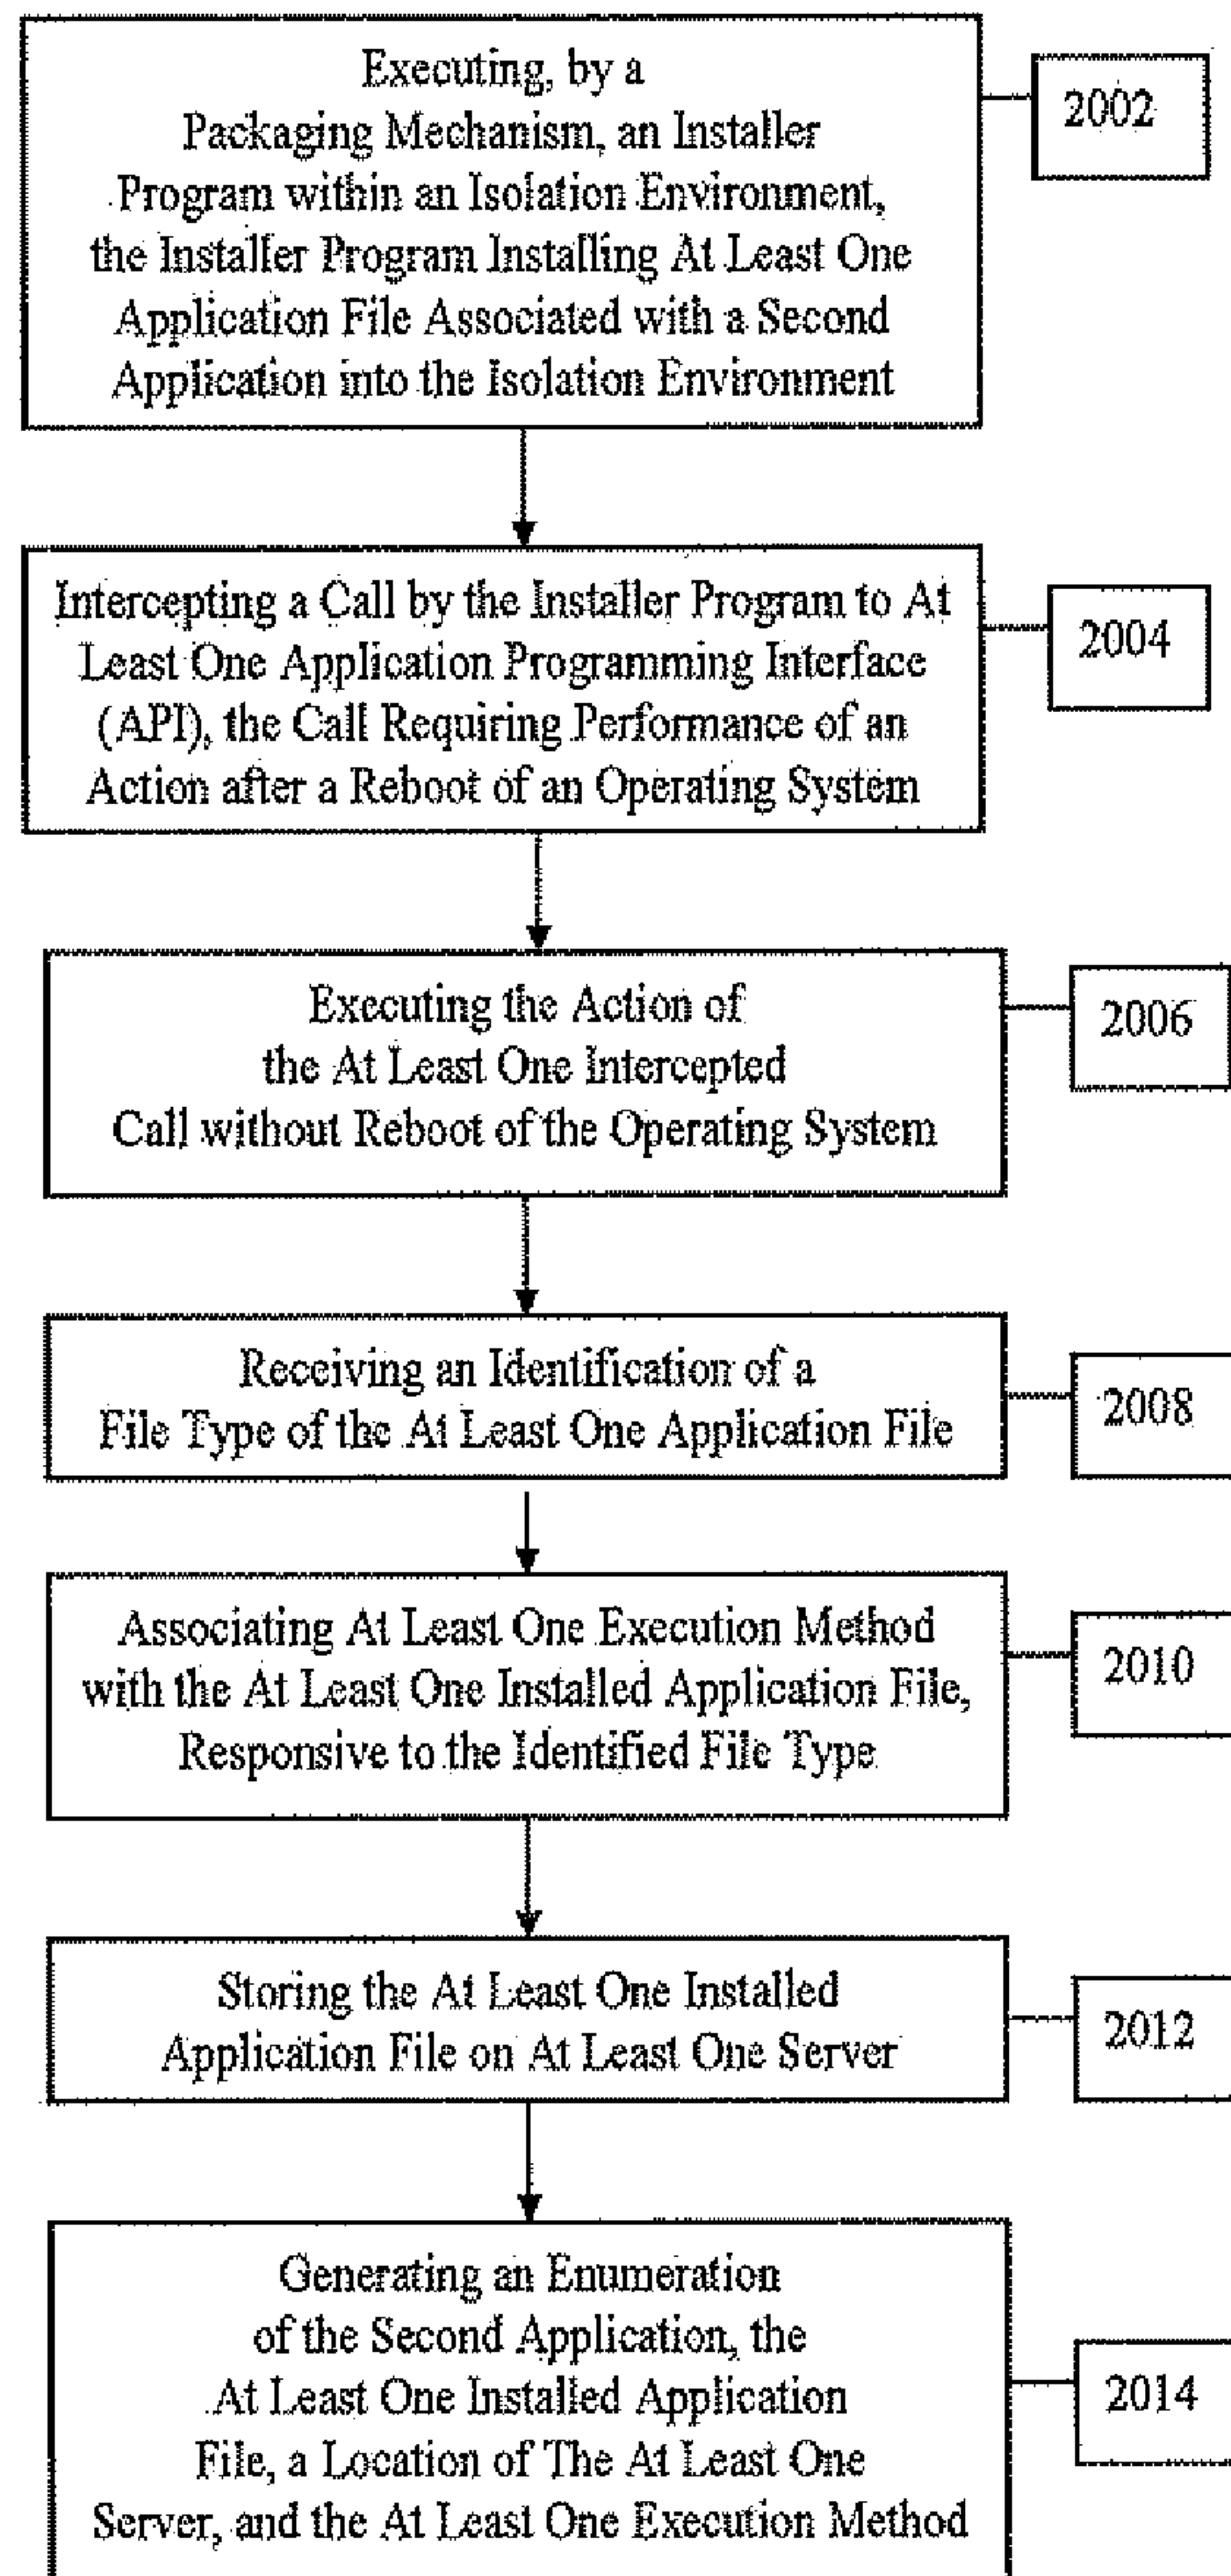 Executing, by a
Packaging Mechanism, an Installer
Program within an Isolation Environment,
the Installer Program Installing At Least One
Application File Associated with a Second
Application into the Isolation Environment
2002
Intercepting a Call by the Installer Program to At
Least One Application Programming Interface
(API), the Call Requiring Performance of an
Action after a Reboot of an Operating System
2004
Executing the Action of
the At Least One Intercepted
Call without Reboot of the Operating System
2006
Receiving an Identification of a
File Type of the At Least One Application File
2008
Associating At Least One Execution Method
with the At Least One Installed Application File,
Responsive to the Identified File Type
2010
Storing the At Least One Installed
Application File on At Least One Server
2012
Generating an Enumeration
of the Second Application, the
At Least One Installed Application
File, a Location of The At Least One
Server, and the At Least One Execution Method
2014